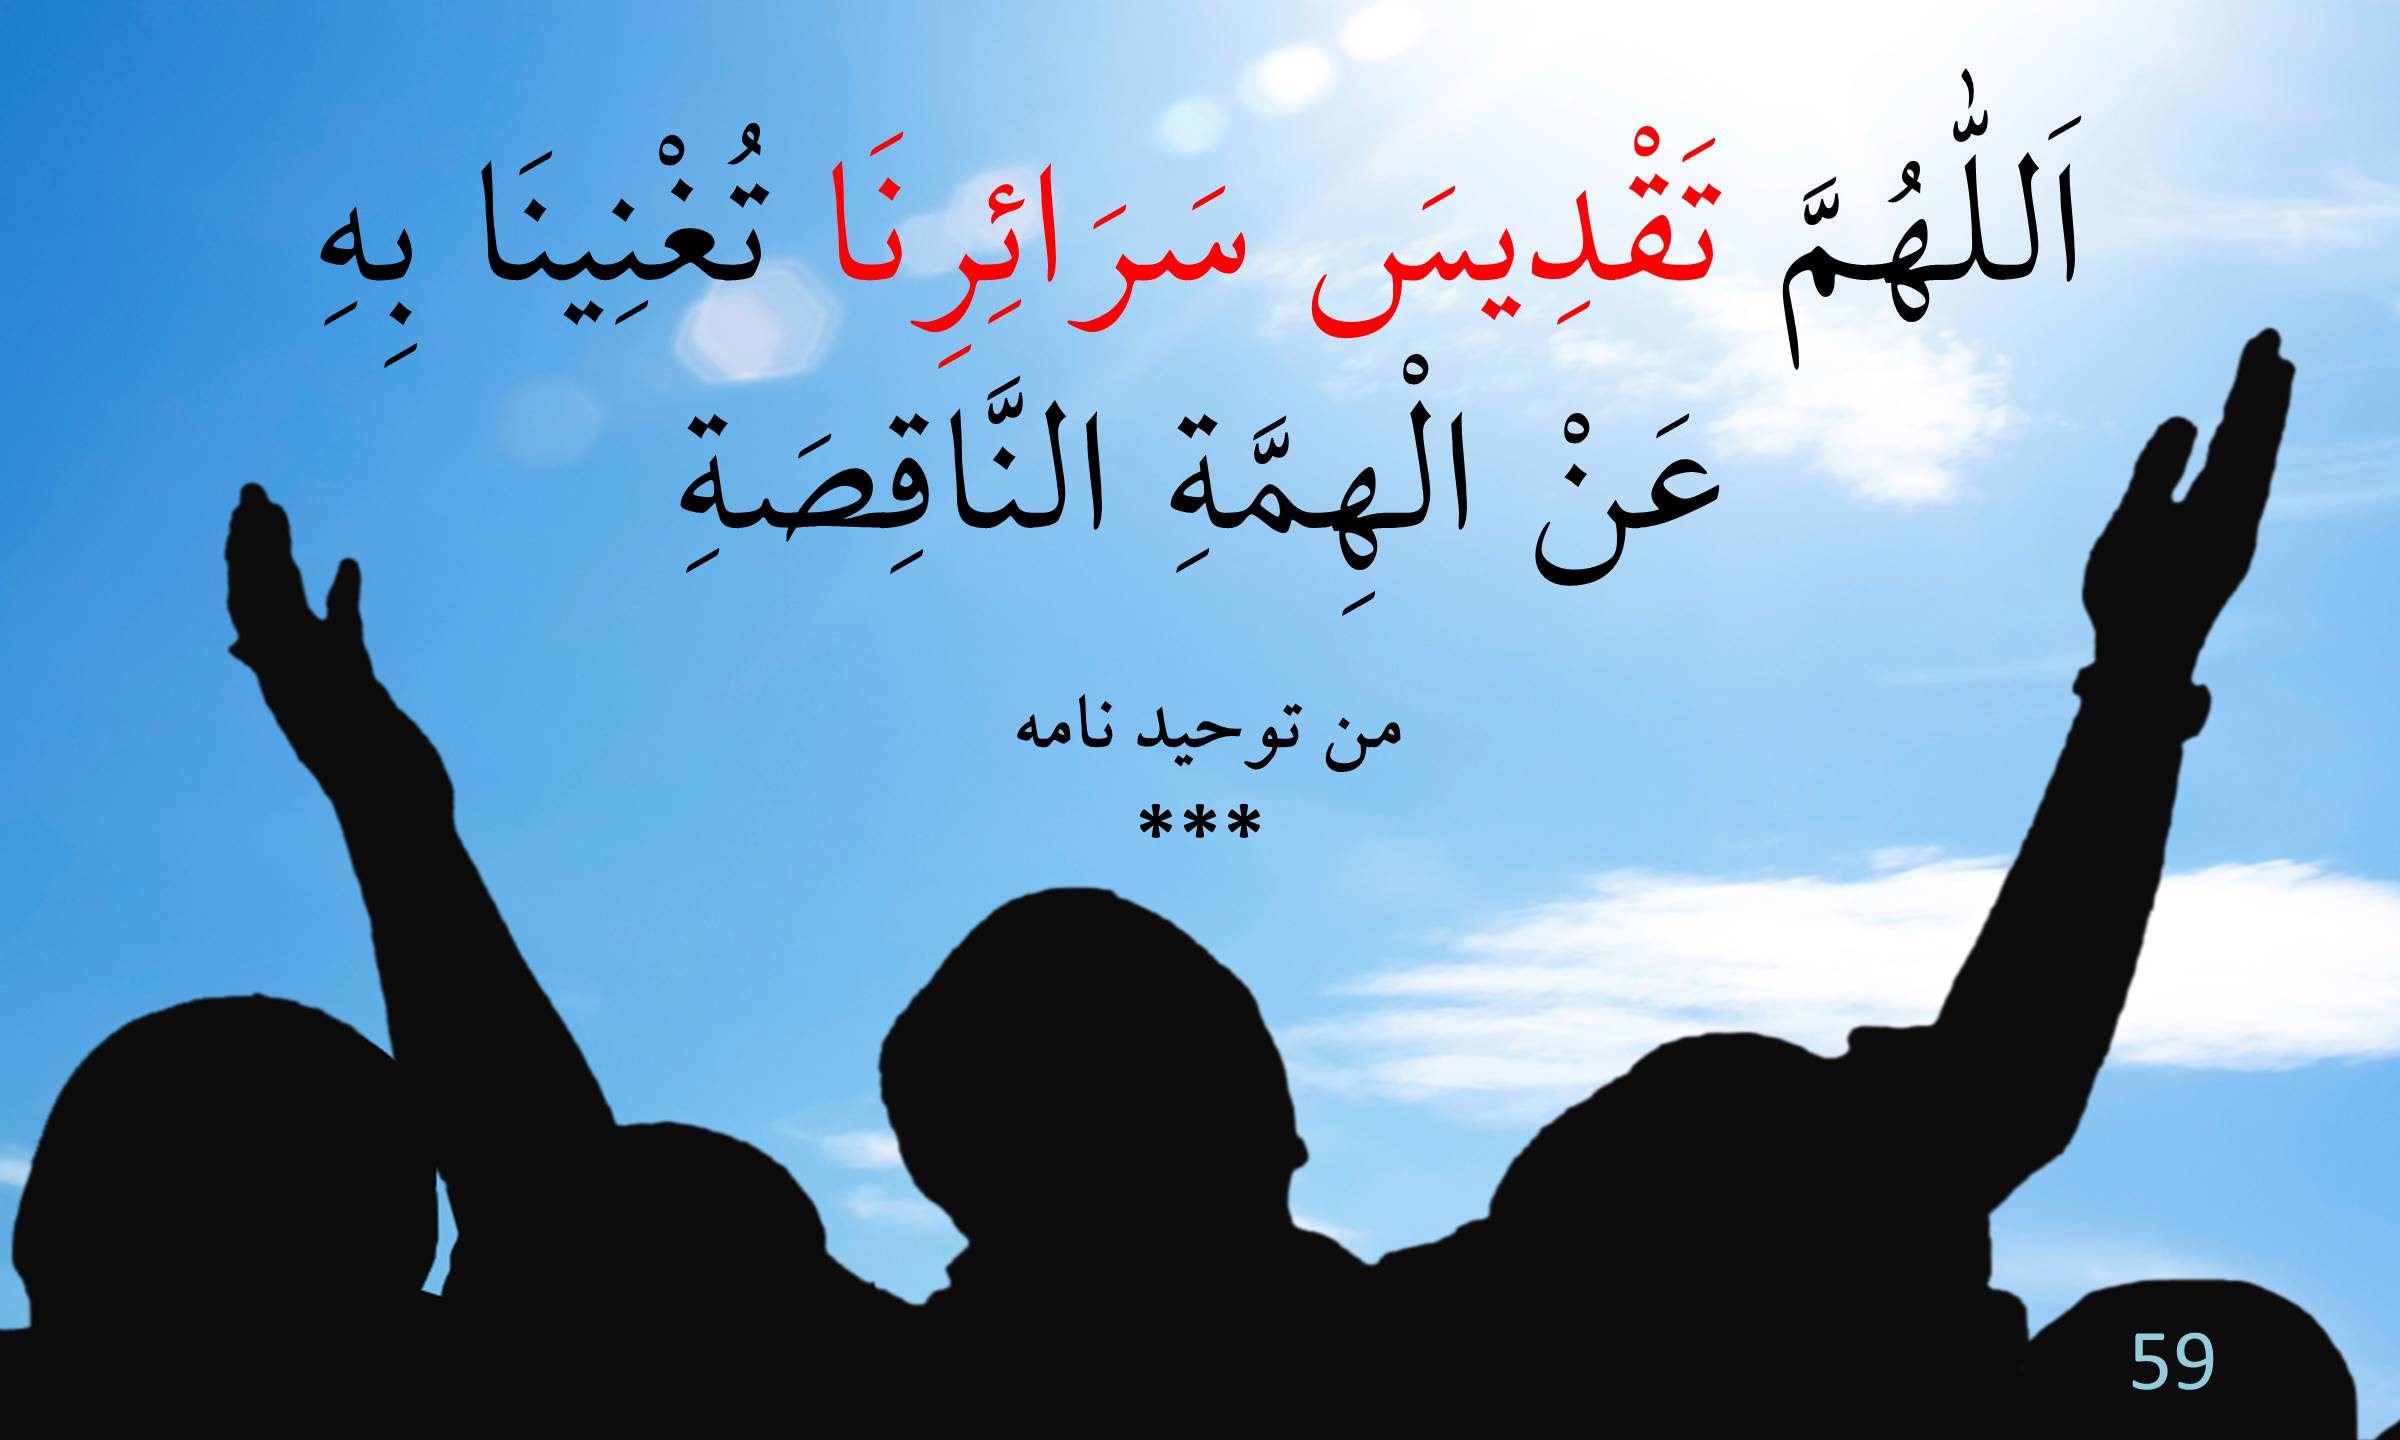 اَللّٰهُمَّ تَقْدِيسَ سَرَائِرِنَا تُغْنِينَا بِهِ
عَنْ الْهِمَّةِ النَّاقِصَةِ
من توحيد نامه
***
59